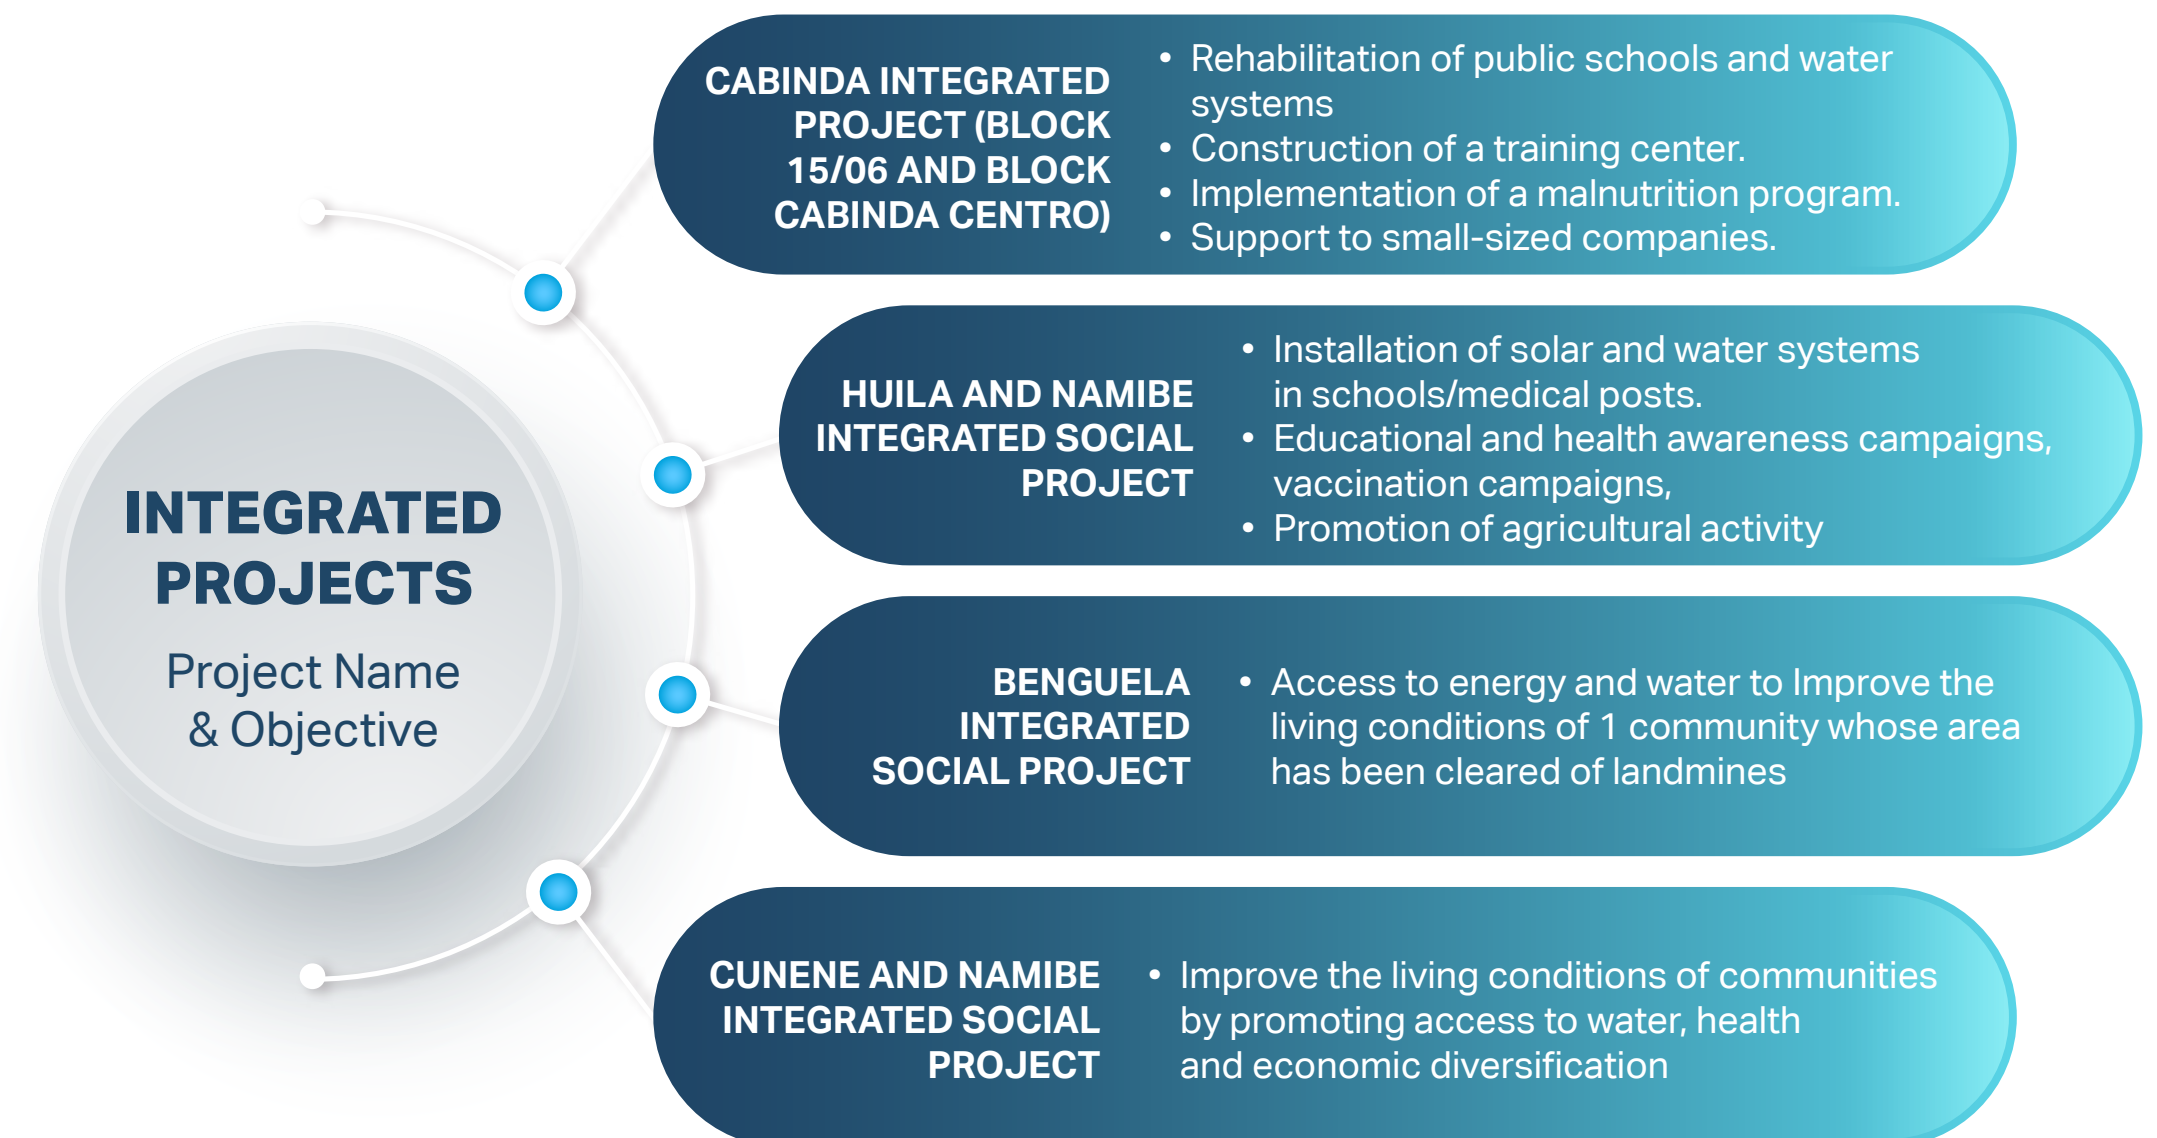 INTEGRATED
PROJECTS
Project Name
& Objective
CABINDA INTEGRATED
PROJECT (BLOCK
15/06 AND BLOCK
CABINDA CENTRO)
• Rehabilitation of public schools and water
systems
• Construction of a training center.
• Implementation of a malnutrition program.
• Support to small-sized companies.
HUILA AND NAMIBE
INTEGRATED SOCIAL
PROJECT
• Installation of solar and water systems
in schools/medical posts.
• Educational and health awareness campaigns,
vaccination campaigns,
• Promotion of agricultural activity
BENGUELA
INTEGRATED
SOCIAL PROJECT
• Access to energy and water to Improve the
living conditions of 1 community whose area
has been cleared of landmines
CUNENE AND NAMIBE
INTEGRATED SOCIAL
PROJECT
• Improve the living conditions of communities
by promoting access to water, health
and economic diversification